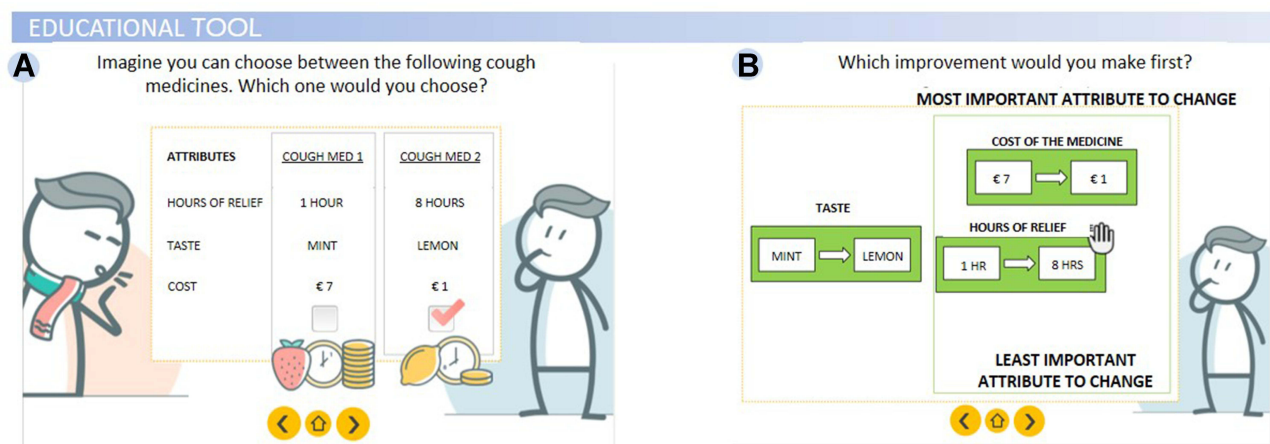 EDUCATIONAL TOOL
A
Imagine you can choose between the following cough
medicines. Which one would you choose?
ATTRIBUTES COUGH MED 1 COUGH MED 2
HOURS OF RELIEF 1 HOUR 8 HOURS
TASTE MINT LEMON
COST € 7 € 1
B
Which improvement would you make first?
MOST IMPORTANT ATTRIBUTE TO CHANGE
COST OF THE MEDICINE
€ 7 € 1
TASTE
MINT LEMON
HOURS OF RELIEF
1 HR 8 HRS
LEAST IMPORTANT
ATTRIBUTE TO CHANGE